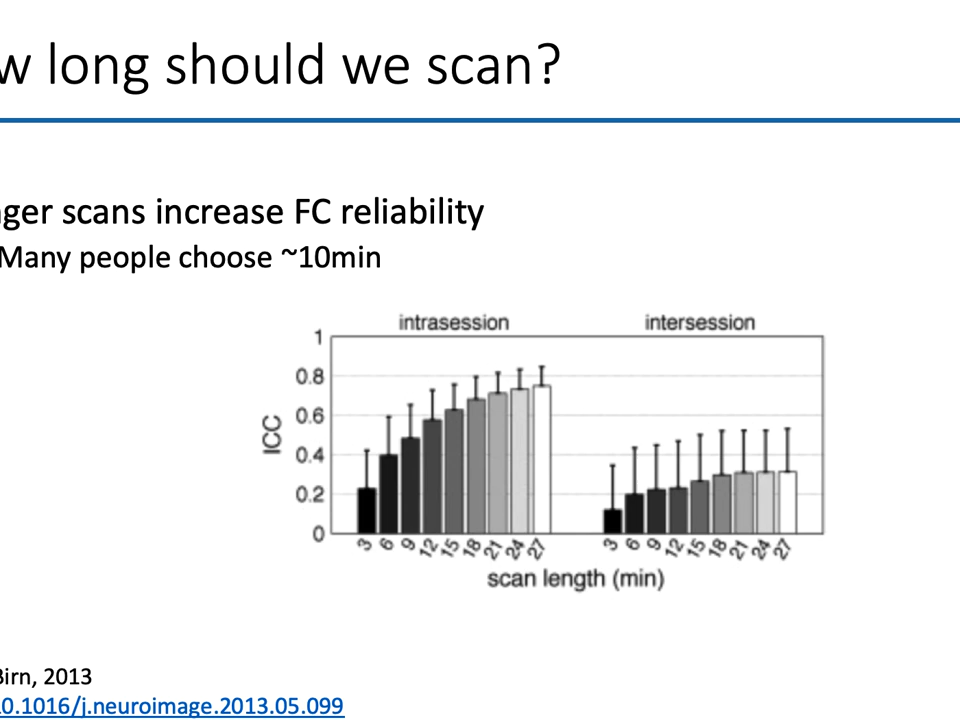 w long should we scan?
ger scans increase FC reliability
Many people choose ~10min
intrasession intersession
1
0.8
0.6
0.4
0.2
0
ICC
3 6 9 12 15 18 21 24 27 3 6 9 12 15 18 21 24 27
scan length (min)
Birn, 2013
10.1016/j.neuroimage.2013.05.099